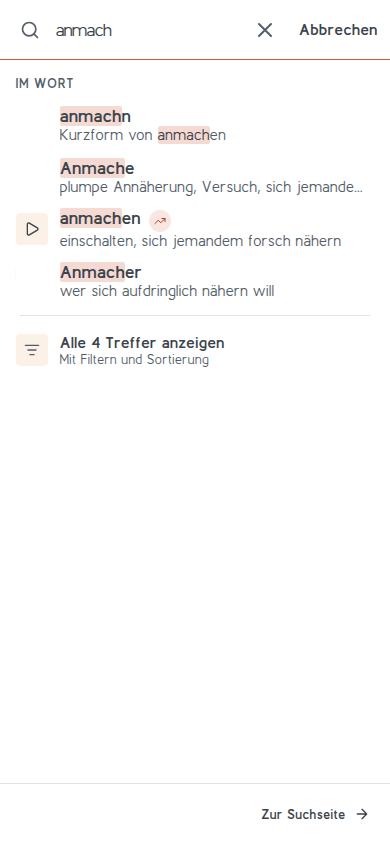 anmach
Abbrechen
IM WORT
anmachn
Kurzform von anmachen
Anmache
plumpe Annäherung, Versuch, sich jemande...
anmachen
einschalten, sich jemandem forsch nähern
Anmacher
wer sich aufdringlich nähern will
Alle 4 Treffer anzeigen
Mit Filtern und Sortierung
Zur Suchseite